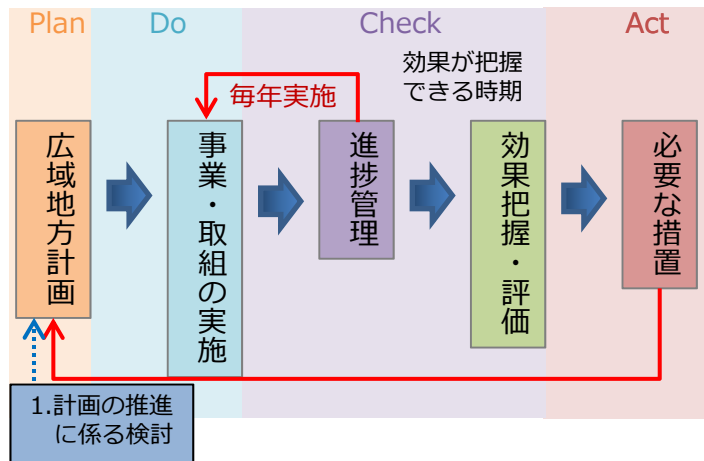 Plan
Do
Check
Act
効果が把握
できる時期
毎年実施
広域地方計画
事業・取組の実施
進捗管理
効果把握・評価
必要な措置
1.計画の推進
に係る検討